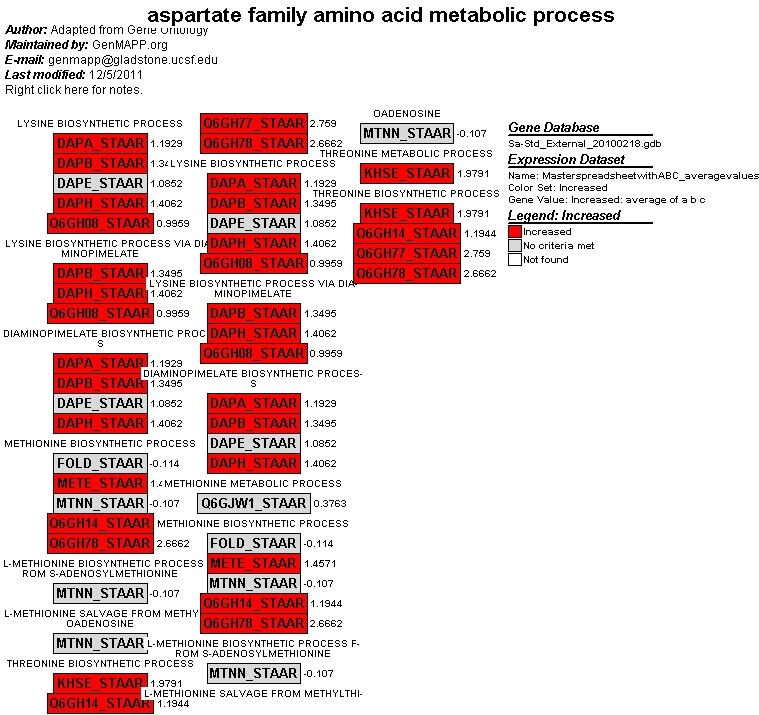 aspartate family amino acid metabolic process
Author: Adapted from Gene Ontology
Maintained by: GenMAPP.org
E-mail: genmapp@gladstone.ucsf.edu
Last modified: 12/5/2011
Right click here for notes.
LYSINE BIOSYNTHETIC PROCESS
DAPA_STAAR 1.1929
DAPB_STAAR 1.34
DAPE_STAAR 1.0852
DAPH_STAAR 1.4062
Q6GH08_STAAR 0.9959
LYSINE BIOSYNTHETIC PROCESS VIA DIA
MINOPIMELATE
DAPB_STAAR 1.3495
DAPH_STAAR 1.4062
Q6GH08_STAAR 0.9959
DIAMINOPIMELATE BIOSYNTHETIC PROC
S
DAPA_STAAR 1.1929
DAPB_STAAR 1.3495
DAPE_STAAR 1.0852
DAPH_STAAR 1.4062
METHIONINE BIOSYNTHETIC PROCESS
FOLD_STAAR -0.114
METE_STAAR 1.4
MTNN_STAAR -0.107
Q6GH14_STAAR
Q6GH78_STAAR 2.6662
L-METHIONINE BIOSYNTHETIC PROCESS
ROM S-ADENOSYLMETHIONINE
MTNN_STAAR -0.107
L-METHIONINE SALVAGE FROM METHY
OADENOSINE
MTNN_STAAR
THREONINE BIOSYNTHETIC PROCESS
KHSE_STAAR 1.9791
Q6GH14_STAAR 1.1944
Q6GH77_STAAR 2.759
Q6GH78_STAAR 2.6662
LYSINE BIOSYNTHETIC PROCESS
DAPA_STAAR 1.1929
DAPB_STAAR 1.3495
DAPE_STAAR 1.0852
DAPH_STAAR 1.4062
Q6GH08_STAAR 0.9959
LYSINE BIOSYNTHETIC PROCESS VIA DIA-
MINOPIMELATE
DAPB_STAAR 1.3495
DAPH_STAAR 1.4062
Q6GH08_STAAR 0.9959
DIAMINOPIMELATE BIOSYNTHETIC PROCES-
S
DAPA_STAAR 1.1929
DAPB_STAAR 1.3495
DAPE_STAAR 1.0852
DAPH_STAAR 1.4062
METHIONINE METABOLIC PROCESS
Q6GJW1_STAAR 0.3763
METHIONINE BIOSYNTHETIC PROCESS
FOLD_STAAR -0.114
METE_STAAR 1.4571
MTNN_STAAR -0.107
Q6GH14_STAAR 1.1944
Q6GH78_STAAR 2.6662
L-METHIONINE BIOSYNTHETIC PROCESS F-
ROM S-ADENOSYLMETHIONINE
MTNN_STAAR -0.107
L-METHIONINE SALVAGE FROM METHYLTHI-
OADENOSINE
MTNN_STAAR -0.107
THREONINE METABOLIC PROCESS
KHSE_STAAR 1.9791
THREONINE BIOSYNTHETIC PROCESS
KHSE_STAAR 1.9791
Q6GH14_STAAR 1.1944
Q6GH77_STAAR 2.759
Q6GH78_STAAR 2.6662
Gene Database
Sa-Std_External_20100218.gdb
Expression Dataset
Name: MasterspreadsheetwithABC_averagevalues
Color Set: Increased
Gene Value: Increased: average of a b c
Legend: Increased
Increased
No criteria met
Not found